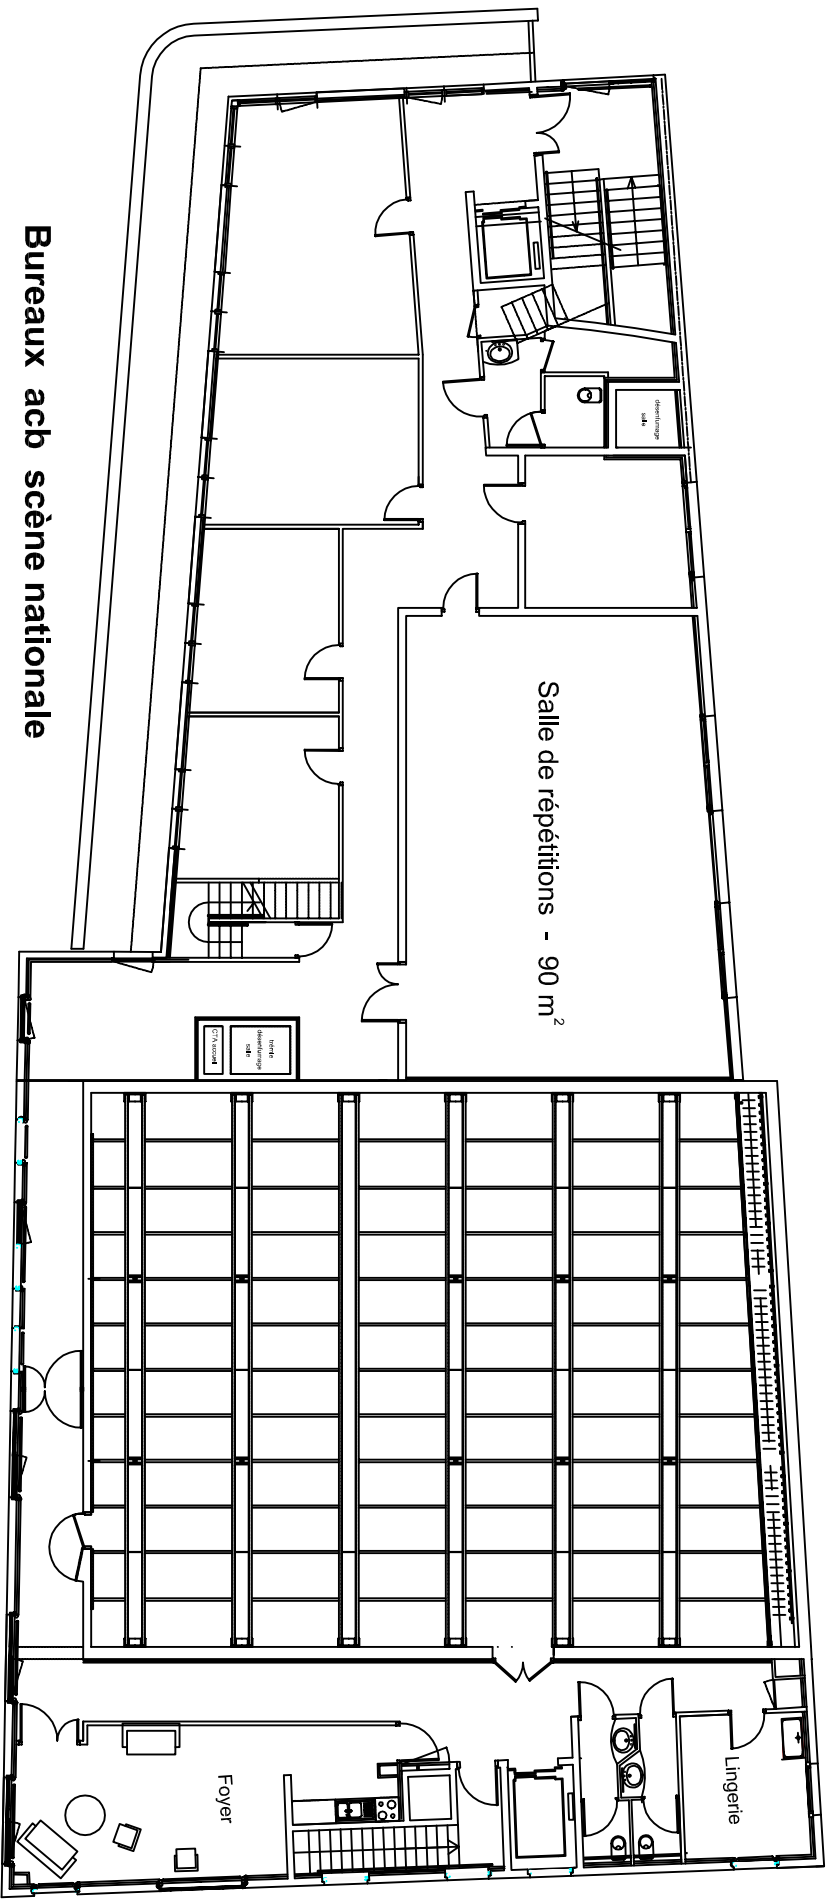 Bureaux acb scène nationale
désenfumage
salle
Salle de répétitions - 90 m²
trémie
désenfumage
salle
CTA accueil
Foyer
Lingerie